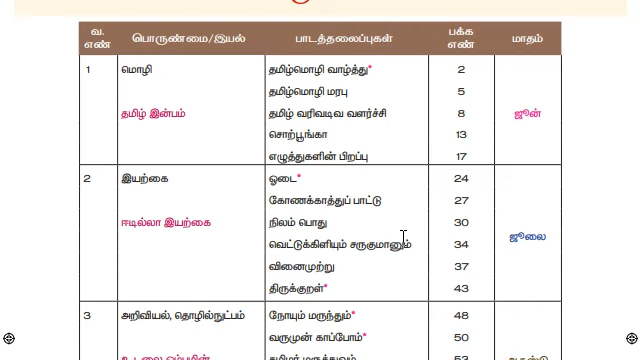 வ. எண் பொருண்மை/இயல் பாடத்தலைப்புகள் பக்க எண் மாதம்
1 மொழி தமிழ்மொழி வாழ்த்து* 2
தமிழ்மொழி மரபு 5
தமிழ் இன்பம் தமிழ் வரிவடிவ வளர்ச்சி 8 ஜூன்
சொற்பூங்கா 13
எழுத்துகளின் பிறப்பு 17
2 இயற்கை ஓடை* 24
கோணக்காத்துப் பாட்டு 27
ஈடில்லா இயற்கை நிலம் பொது 30
வெட்டுக்கிளியும் சருகுமானும் 34 ஜூலை
வினைமுற்று 37
திருக்குறள்* 43
3 அறிவியல், தொழில்நுட்பம் நோயும் மருந்தும்* 48
வருமுன் காப்போம்* 50